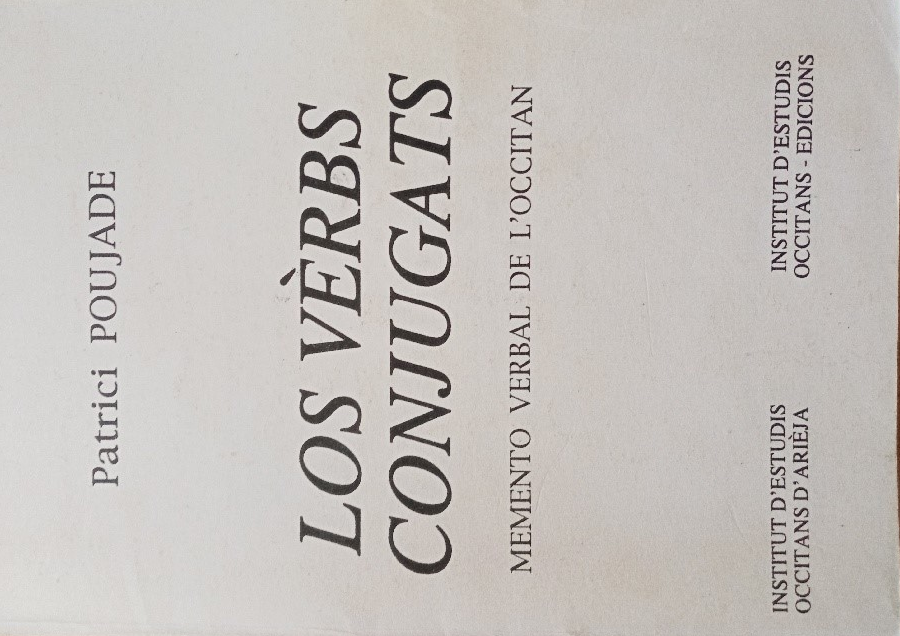 Patrici POUJADE
LOS VÈRBS
CONJUGATS
MEMENTO VERBAL DE L'OCCITAN
INSTITUT D'ESTUDIS
OCCITANS D'ARIÈJA
INSTITUT D'ESTUDIS
OCCITANS - EDICIONS